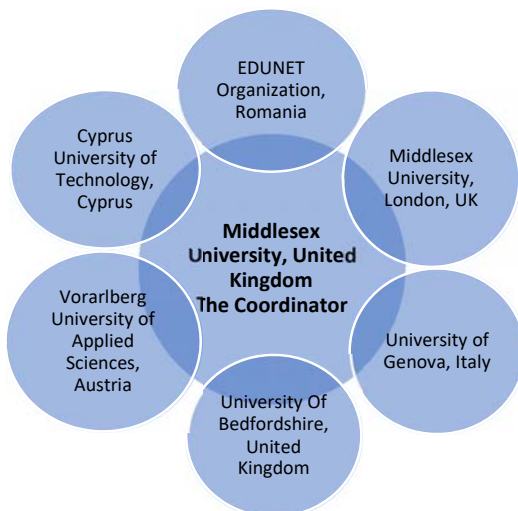 EDUNET
Organization,
Romania
Middlesex
University,
London, UK
University of
Genova, Italy
University Of
Bedfordshire,
United
Kingdom
Vorarlberg
University of
Applied
Sciences,
Austria
Cyprus
University of
Technology,
Cyprus
Middlesex
University, United
Kingdom
The Coordinator